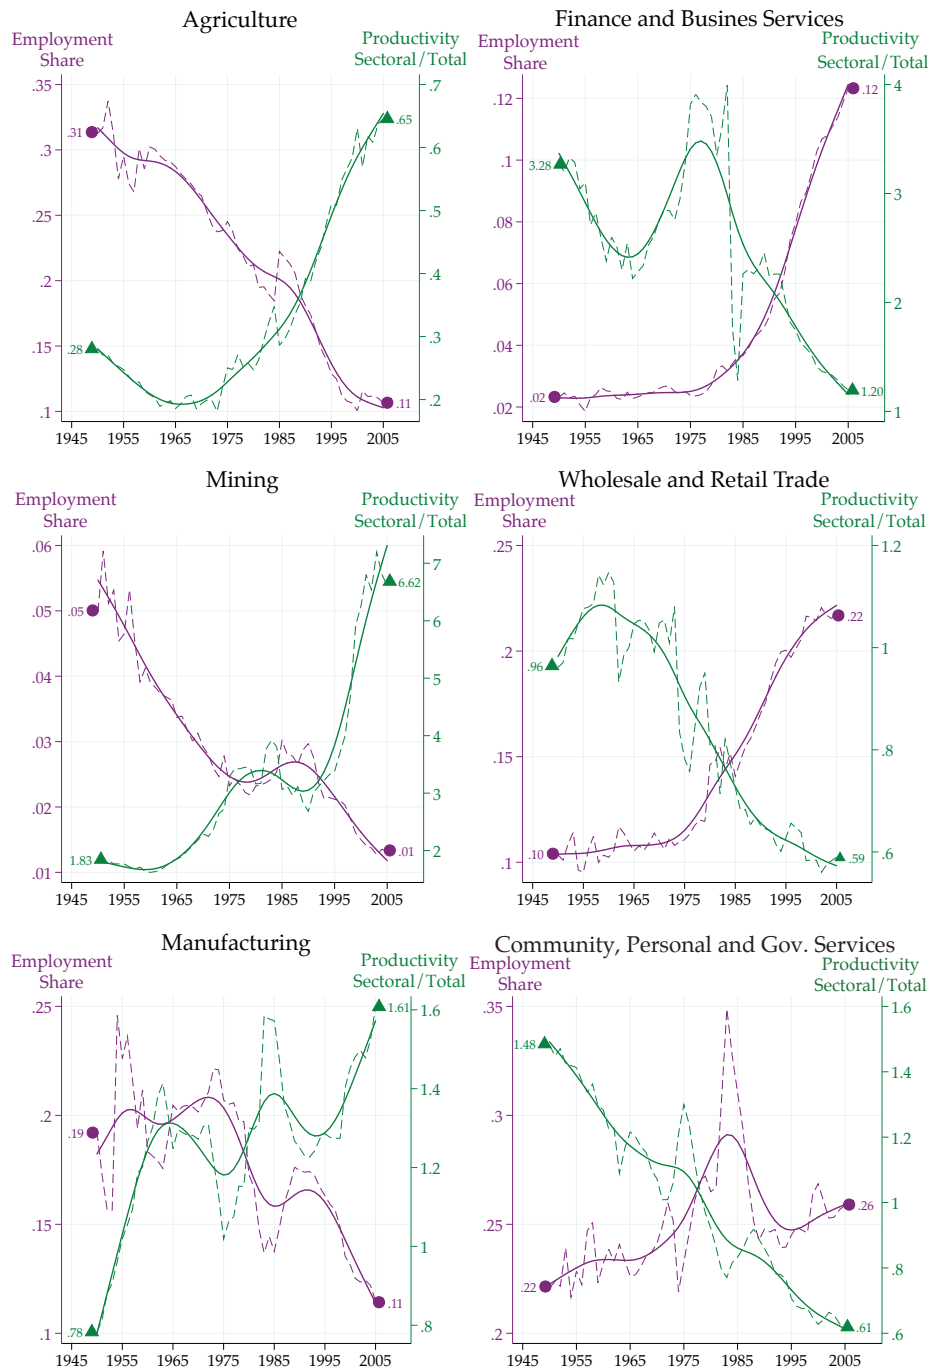 Agriculture
Employment
Share
Productivity
Sectoral/Total
.35
.3
.25
.2
.15
.1
.7
.6
.5
.4
.3
.2
.31
.28
.65
.11
1945 1955 1965 1975 1985 1995 2005
Finance and Busines Services
Employment
Share
Productivity
Sectoral/Total
.12
.1
.08
.06
.04
.02
4
3
2
1
3.28
.02
.12
1.20
1945 1955 1965 1975 1985 1995 2005
Mining
Employment
Share
Productivity
Sectoral/Total
.06
.05
.04
.03
.02
.01
7
6
5
4
3
2
.05
1.83
6.62
.01
1945 1955 1965 1975 1985 1995 2005
Wholesale and Retail Trade
Employment
Share
Productivity
Sectoral/Total
.25
.2
.15
.1
1.2
1
.8
.6
.96
.10
.22
.59
1945 1955 1965 1975 1985 1995 2005
Manufacturing
Employment
Share
Productivity
Sectoral/Total
.25
.2
.15
.1
1.6
1.4
1.2
1
.8
.19
.78
1.61
.11
1945 1955 1965 1975 1985 1995 2005
Community, Personal and Gov. Services
Employment
Share
Productivity
Sectoral/Total
.35
.3
.25
.2
1.6
1.4
1.2
1
.8
.6
1.48
.22
.26
.61
1945 1955 1965 1975 1985 1995 2005